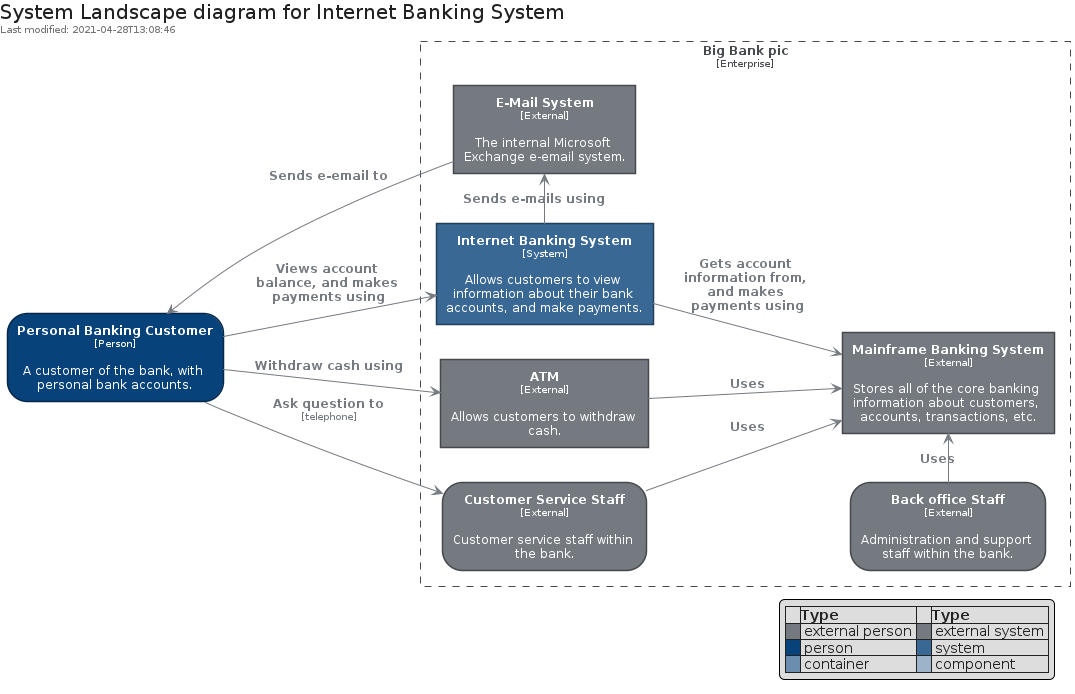 System Landscape diagram for Internet Banking System
Last modified: 2021-04-28T13:08:46
Big Bank pic
[Enterprise]
E-Mail System
[External]
The internal Microsoft
Exchange e-email system.
Sends e-email to
Sends e-mails using
Internet Banking System
[System]
Allows customers to view
information about their bank
accounts, and make payments.
Views account
balance, and makes
payments using
Gets account
information from,
and makes
payments using
Personal Banking Customer
[Person]
A customer of the bank, with
personal bank accounts.
Mainframe Banking System
[External]
Stores all of the core banking
information about customers,
accounts, transactions, etc.
Withdraw cash using
ATM
[External]
Allows customers to withdraw
cash.
Uses
Ask question to
[telephone]
Uses
Uses
Customer Service Staff
[External]
Customer service staff within
the bank.
Back office Staff
[External]
Administration and support
staff within the bank.
Type Type
external person external system
person system
container component